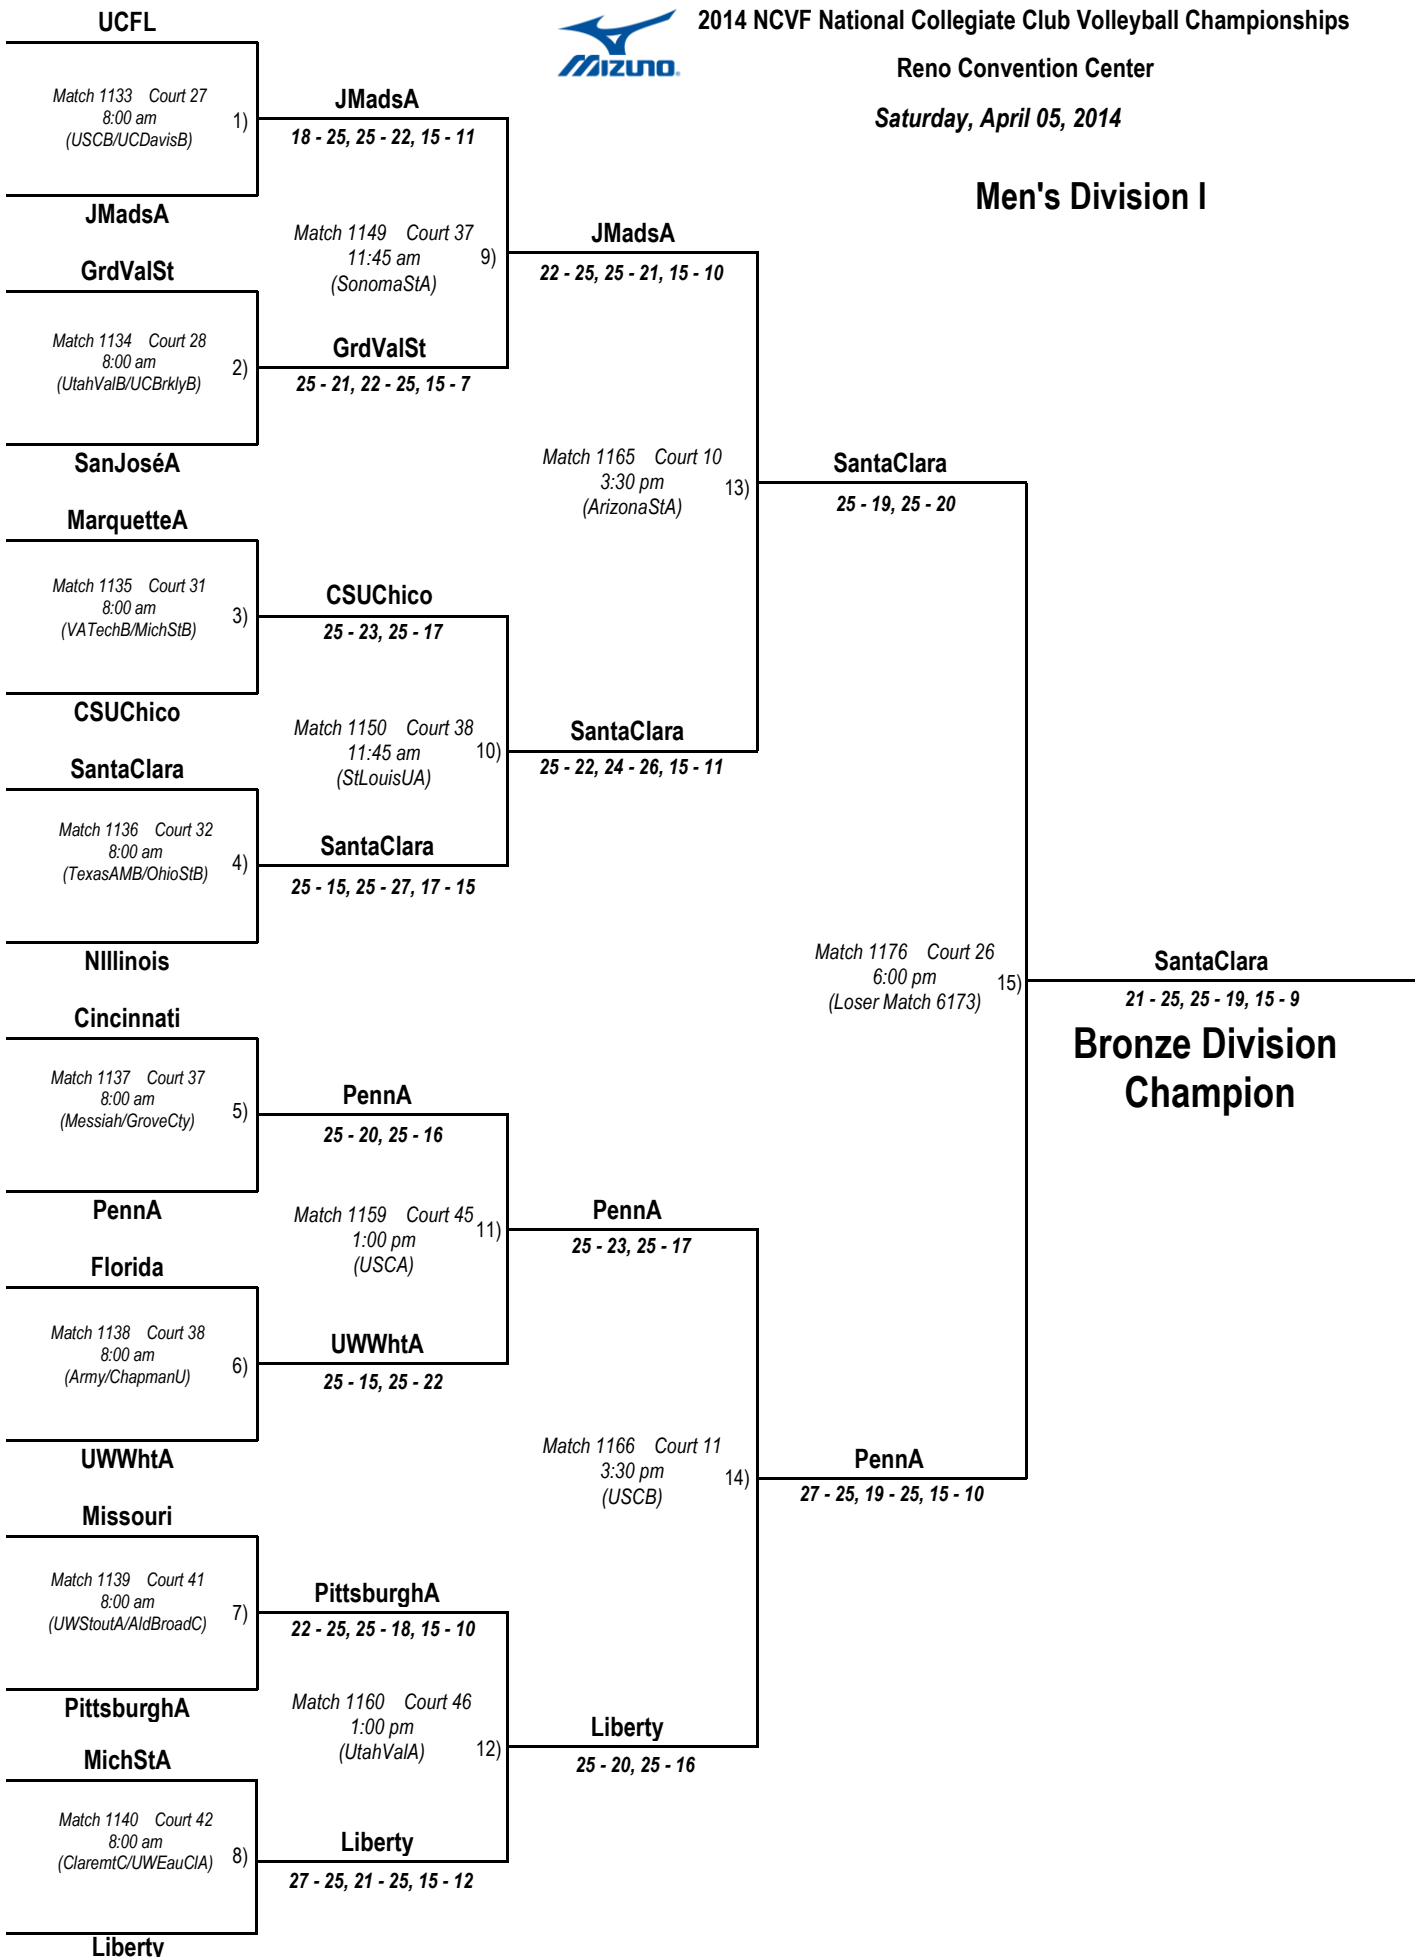 UCFL
MIZUNO
2014 NCVF National Collegiate Club Volleyball Championships
Reno Convention Center
Saturday, April 05, 2014
Men's Division I
Match 1133 Court 27
8:00 am
(USCB/UCDavisB)
1)
JMadsA
18 - 25, 25 - 22, 15 - 11
JMadsA
GrdValSt
Match 1149 Court 37
11:45 am
(SonomaStA)
9)
JMadsA
22 - 25, 25 - 21, 15 - 10
Match 1134 Court 28
8:00 am
(UtahValB/UCBrklyB)
2)
GrdValSt
25 - 21, 22 - 25, 15 - 7
SanJoséA
MarquetteA
Match 1165 Court 10
3:30 pm
(ArizonaStA)
13)
SantaClara
25 - 19, 25 - 20
Match 1135 Court 31
8:00 am
(VATechB/MichStB)
3)
CSUChico
25 - 23, 25 - 17
CSUChico
SantaClara
Match 1150 Court 38
11:45 am
(StLouisUA)
10)
SantaClara
25 - 22, 24 - 26, 15 - 11
Match 1136 Court 32
8:00 am
(TexasAMB/OhioStB)
4)
SantaClara
25 - 15, 25 - 27, 17 - 15
NIllinois
Cincinnati
Match 1176 Court 26
6:00 pm
(Loser Match 6173)
15)
SantaClara
21 - 25, 25 - 19, 15 - 9
Bronze Division
Champion
Match 1137 Court 37
8:00 am
(Messiah/GroveCty)
5)
PennA
25 - 20, 25 - 16
PennA
Florida
Match 1159 Court 45
1:00 pm
(USCA)
11)
PennA
25 - 23, 25 - 17
Match 1138 Court 38
8:00 am
(Army/ChapmanU)
6)
UWWhtA
25 - 15, 25 - 22
UWWhtA
Missouri
Match 1166 Court 11
3:30 pm
(USCB)
14)
PennA
27 - 25, 19 - 25, 15 - 10
Match 1139 Court 41
8:00 am
(UWStoutA/AldBroadC)
7)
PittsburghA
22 - 25, 25 - 18, 15 - 10
PittsburghA
MichStA
Match 1160 Court 46
1:00 pm
(UtahValA)
12)
Liberty
25 - 20, 25 - 16
Match 1140 Court 42
8:00 am
(ClaremtC/UWEauClA)
8)
Liberty
27 - 25, 21 - 25, 15 - 12
Liberty